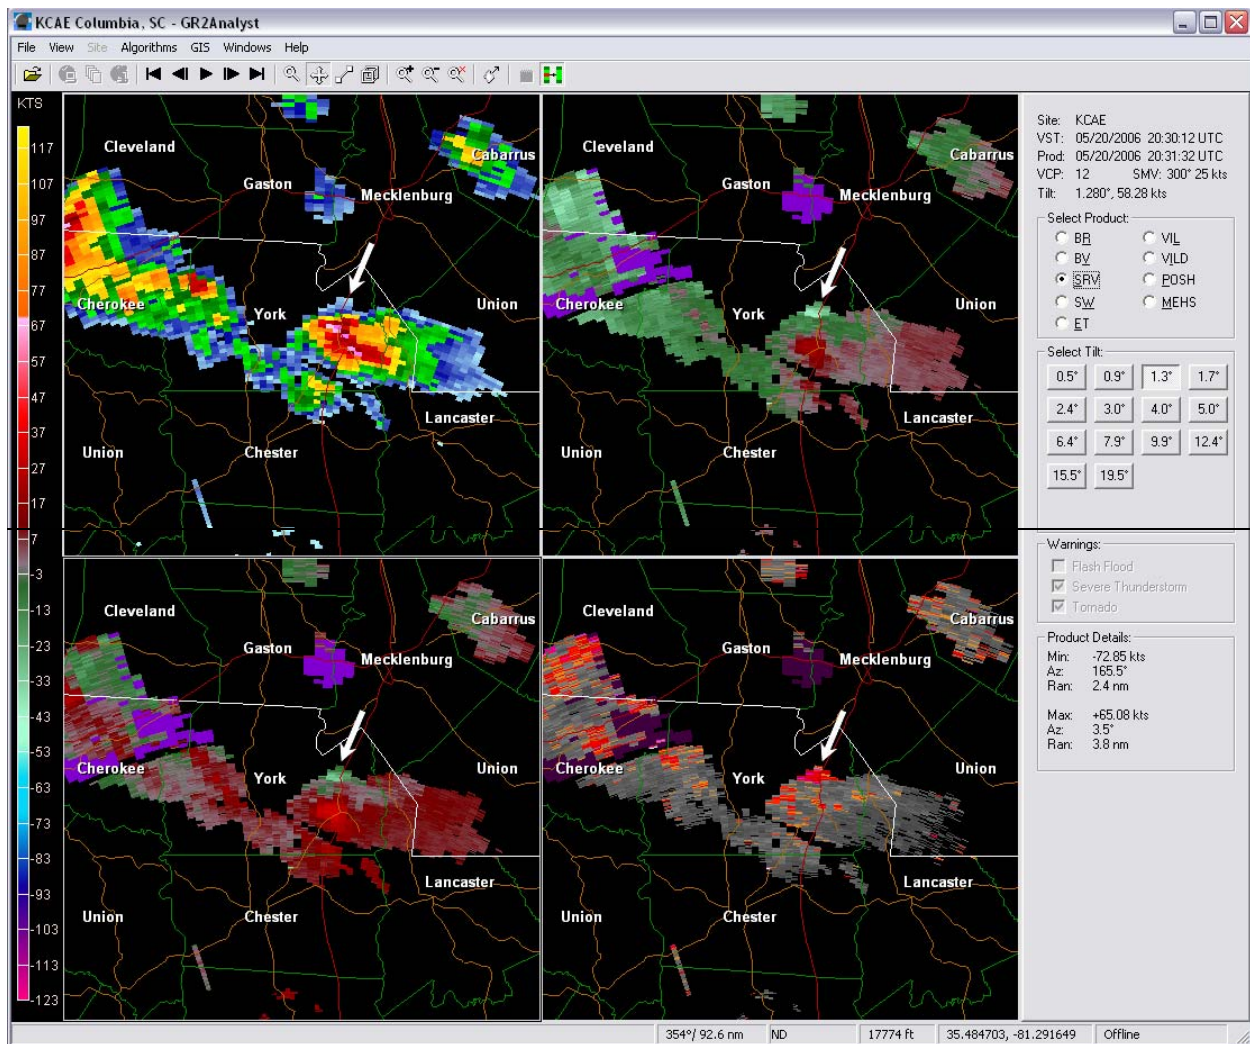 KCAE Columbia, SC - GR2Analyst
File View Site Algorithms GIS Windows Help
KTS
117
107
97
87
77
67
57
47
37
27
17
7
-3
-13
-23
-33
-43
-53
-63
-73
-83
-93
-103
-113
-123
Cleveland
Cabarrus
Gaston
Mecklenburg
Cherokee
York
Union
Lancaster
Union
Chester
Cleveland
Cabarrus
Gaston
Mecklenburg
Cherokee
York
Union
Lancaster
Union
Chester
Cleveland
Cabarrus
Gaston
Mecklenburg
Cherokee
York
Union
Lancaster
Union
Chester
Cleveland
Cabarrus
Gaston
Mecklenburg
Cherokee
York
Union
Lancaster
Union
Chester
Site: KCAE
VST: 05/20/2006 20:30:12 UTC
Prod: 05/20/2006 20:31:32 UTC
VCP: 12 SMV: 300° 25 kts
Tilt: 1.280°, 58.28 kts
Select Product:
BR VIL
BV VILD
SRV POSH
SW MEHS
ET
Select Tilt:
0.5° 0.9° 1.3° 1.7°
2.4° 3.0° 4.0° 5.0°
6.4° 7.9° 9.9° 12.4°
15.5° 19.5°
Warnings:
Flash Flood
Severe Thunderstorm
Tornado
Product Details:
Min: -72.85 kts
Az: 165.5°
Ran: 2.4 nm
Max: +65.08 kts
Az: 3.5°
Ran: 3.8 nm
354°/ 92.6 nm ND 17774 ft 35.484703, -81.291649 Offline